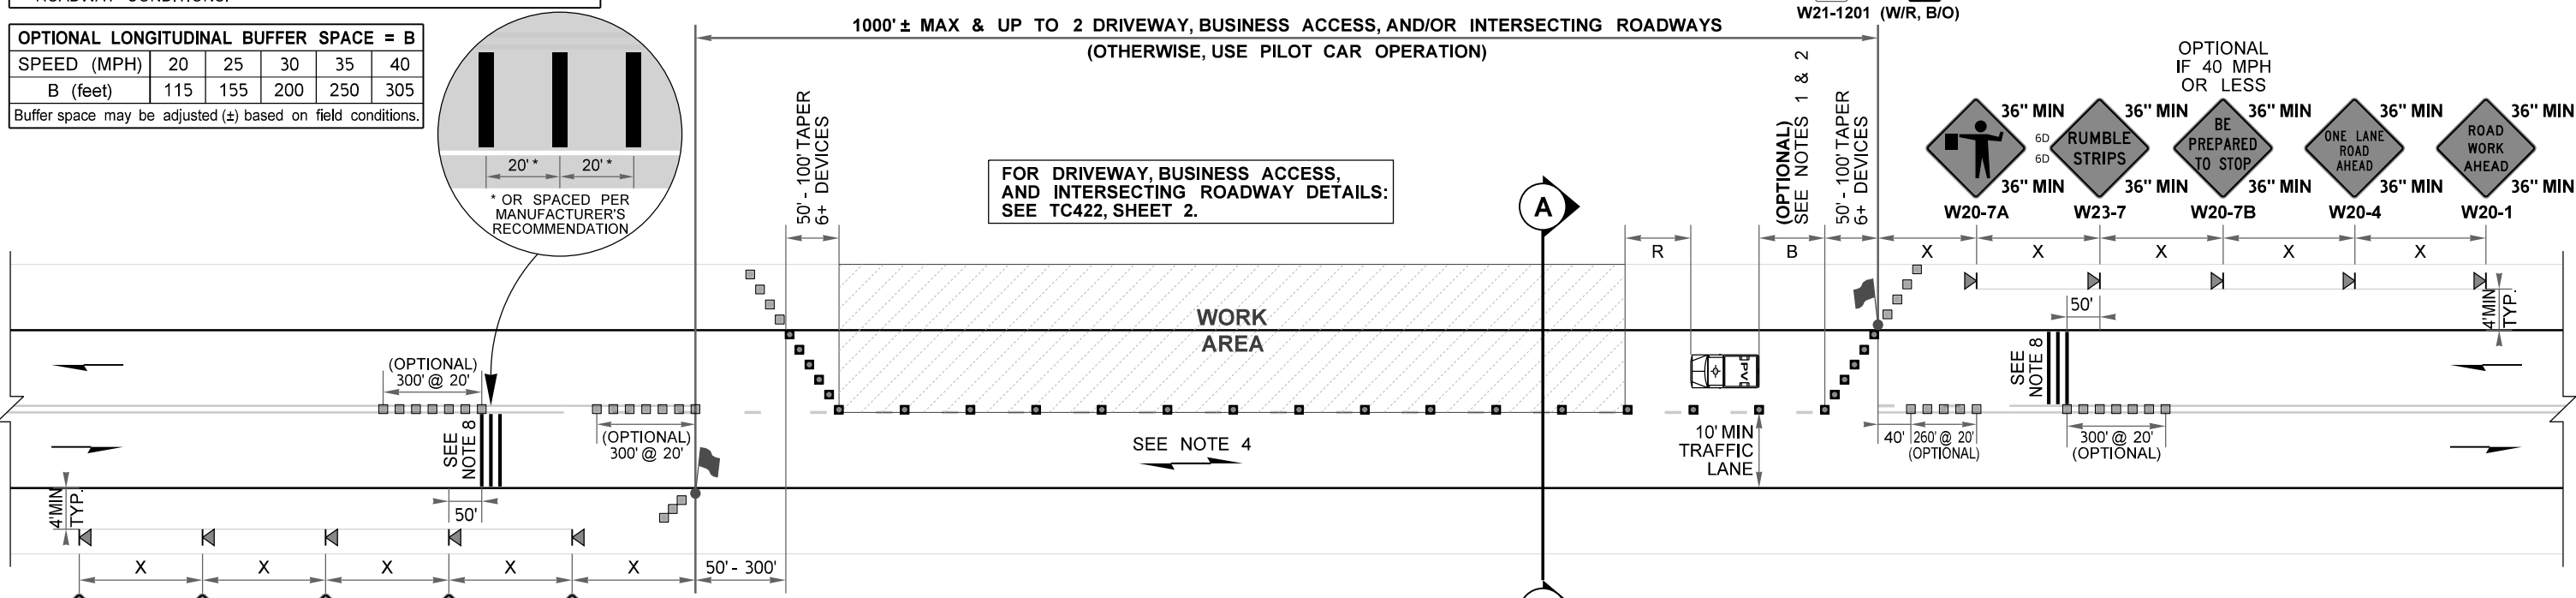 1000' ± MAX & UP TO 2 DRIVEWAY, BUSINESS ACCESS, AND/OR INTERSECTING ROADWAYS
(OTHERWISE, USE PILOT CAR OPERATION)
W21-1201 (W/R, B/O)
OPTIONAL LONGITUDINAL BUFFER SPACE = B
SPEED (MPH) 20 25 30 35 40
B (feet) 115 155 200 250 305
Buffer space may be adjusted (±) based on field conditions.
20' * 20' *
* OR SPACED PER
MANUFACTURER'S
RECOMMENDATION
50' - 100' TAPER
6+ DEVICES
FOR DRIVEWAY, BUSINESS ACCESS,
AND INTERSECTING ROADWAY DETAILS:
SEE TC422, SHEET 2.
A
(OPTIONAL)
SEE NOTES 1 & 2
50' - 100' TAPER
6+ DEVICES
OPTIONAL
IF 40 MPH
OR LESS
36" MIN 36" MIN 36" MIN 36" MIN 36" MIN
6D
6D
RUMBLE
STRIPS
BE
PREPARED
TO STOP
ONE LANE
ROAD
AHEAD
ROAD
WORK
AHEAD
36" MIN 36" MIN 36" MIN 36" MIN 36" MIN
W20-7A W23-7 W20-7B W20-4 W20-1
R B X X X X X
WORK
AREA
50'
4' MIN
TYP.
(OPTIONAL)
300' @ 20'
SEE
NOTE 8
(OPTIONAL)
300' @ 20'
PV
SEE NOTE 4
10' MIN
TRAFFIC
LANE
SEE
NOTE 8
40' 260' @ 20'
(OPTIONAL)
300' @ 20'
(OPTIONAL)
4' MIN
TYP.
50'
X X X X X 50' - 300'